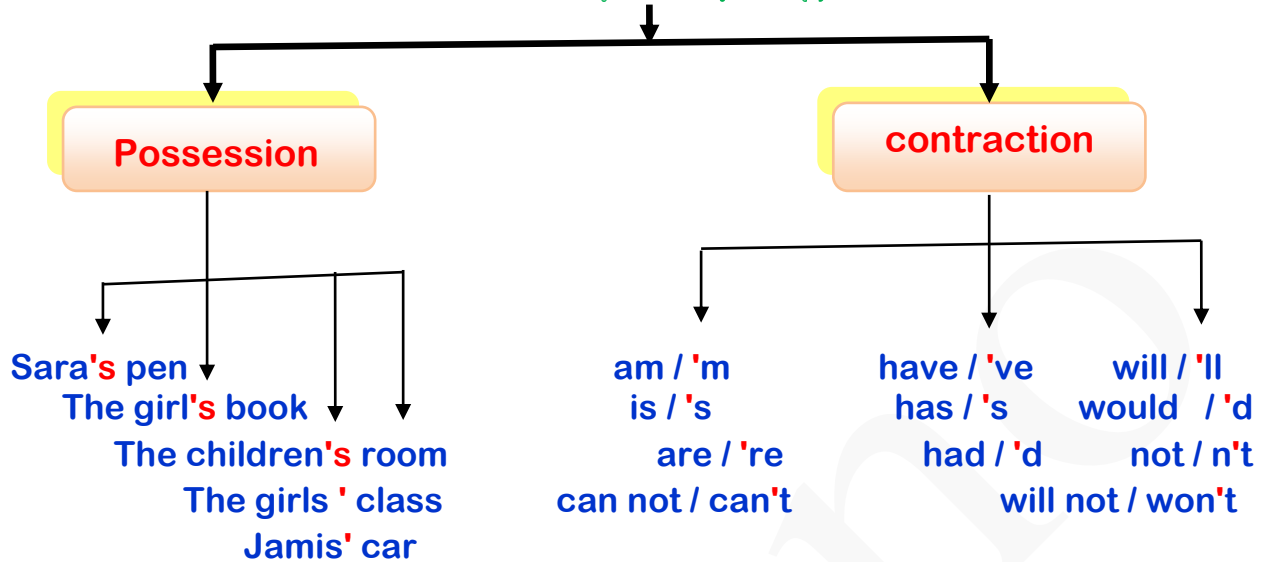 Possession
contraction
Sara's pen
The girl's book
The children's room
The girls ' class
Jamis' car
am / 'm
is / 's
are / 're
can not / can't
have / 've
has / 's
had / 'd
will / 'll
would / 'd
not / n't
will not / won't